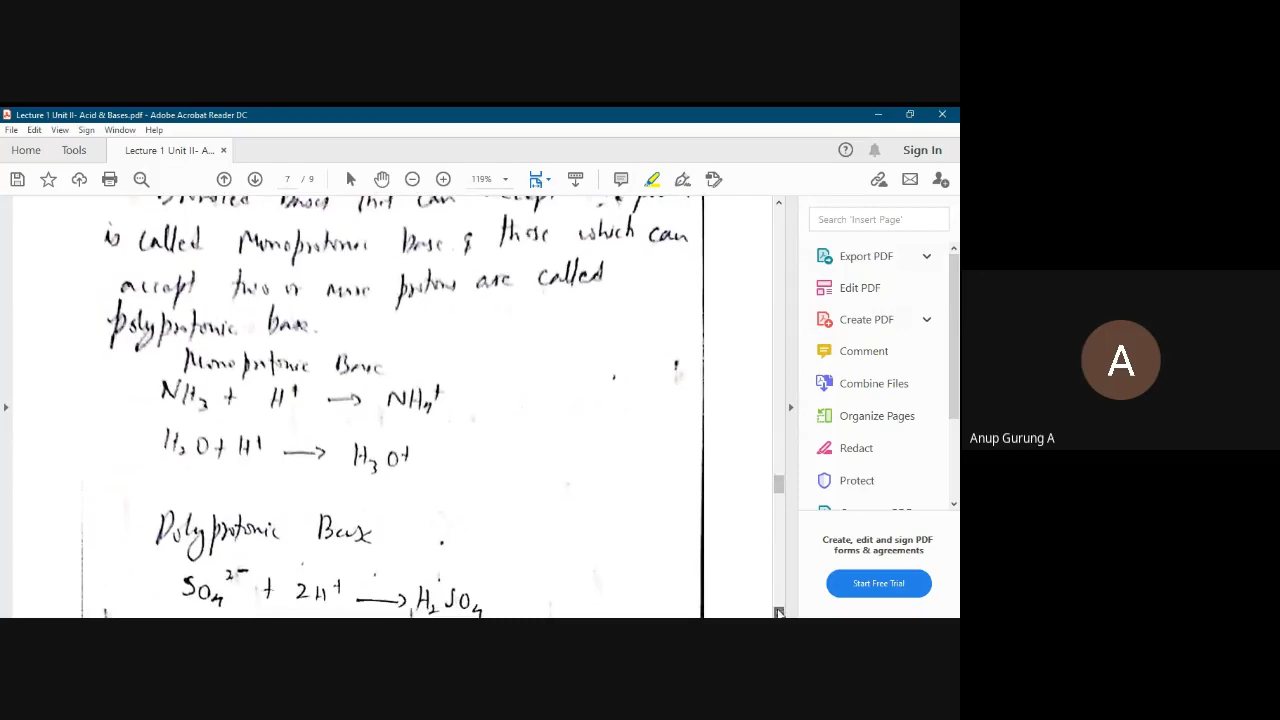 Lecture 1 Unit II- Acid & Bases.pdf - Adobe Acrobat Reader DC
File Edit View Sign Window Help
Home Tools Lecture 1 Unit II- A... × Sign In
7 / 9 119%
that can accept
is called Monoprotonic Base & those which can
accept two or more protons are called
polyprotonic base.
Monoprotonic Base
NH₃ + H⁺ → NH₄⁺
H₂O + H⁺ → H₃O⁺
Polyprotonic Base
SO₄²⁻ + 2H⁺ → H₂SO₄
Search 'Insert Page'
Export PDF
Edit PDF
Create PDF
Comment
Combine Files
Organize Pages
Redact
Protect
Create, edit and sign PDF
forms & agreements
Start Free Trial
A
Anup Gurung A